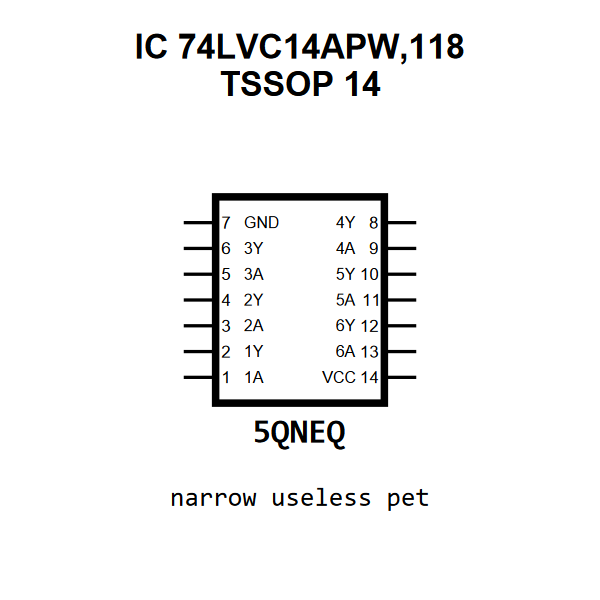 IC 74LVC14APW,118
TSSOP 14
7 GND 4Y 8
6 3Y 4A 9
5 3A 5Y 10
4 2Y 5A 11
3 2A 6Y 12
2 1Y 6A 13
1 1A VCC 14
5QNEQ
narrow useless pet